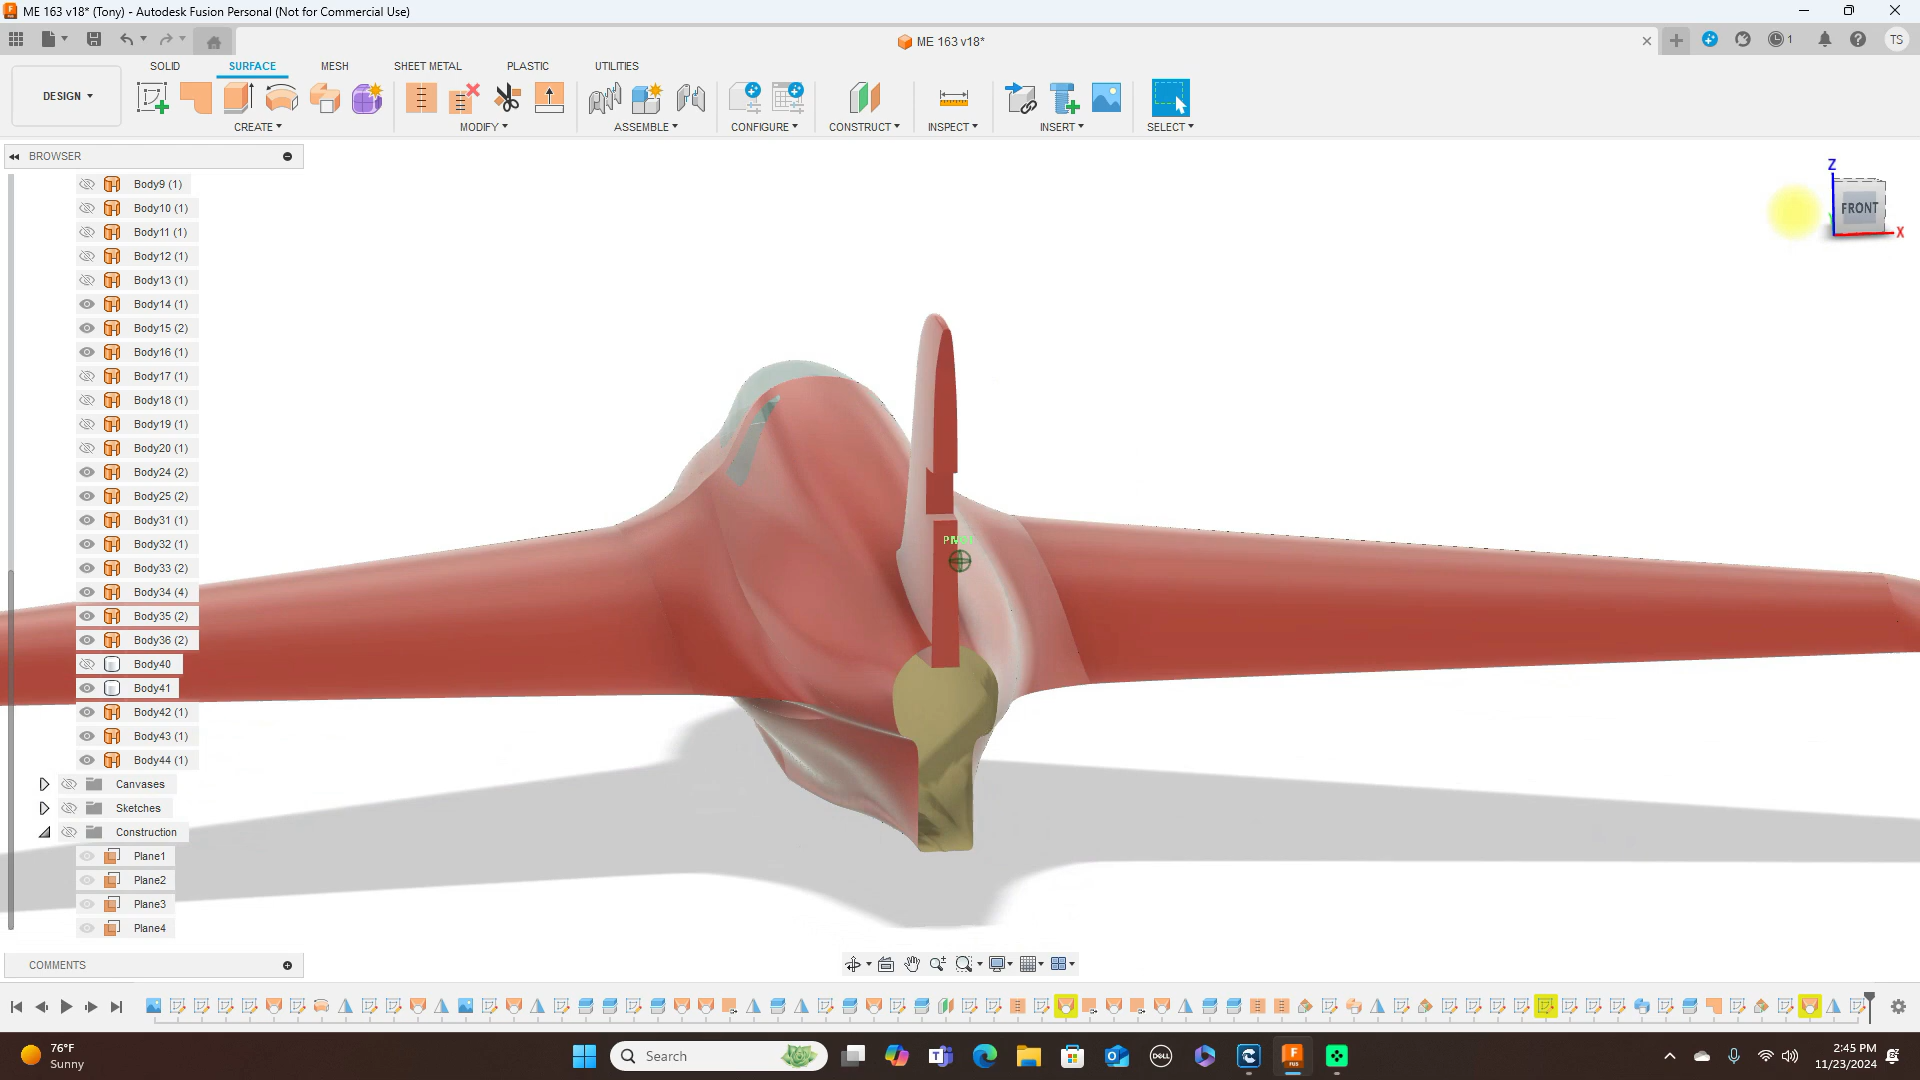 ME 163 v18* (Tony) - Autodesk Fusion Personal (Not for Commercial Use)
ME 163 v18*
1
TS
DESIGN
SOLID
SURFACE
MESH
SHEET METAL
PLASTIC
UTILITIES
CREATE
MODIFY
ASSEMBLE
CONFIGURE
CONSTRUCT
INSPECT
INSERT
SELECT
BROWSER
Body9 (1)
Body10 (1)
Body11 (1)
Body12 (1)
Body13 (1)
Body14 (1)
Body15 (2)
Body16 (1)
Body17 (1)
Body18 (1)
Body19 (1)
Body20 (1)
Body24 (2)
Body25 (2)
Body31 (1)
Body32 (1)
Body33 (2)
Body34 (4)
Body35 (2)
Body36 (2)
Body40
Body41
Body42 (1)
Body43 (1)
Body44 (1)
Canvases
Sketches
Construction
Plane1
Plane2
Plane3
Plane4
COMMENTS
Z
FRONT
X
76°F
Sunny
Search
DELL
FUS
2:45 PM
11/23/2024